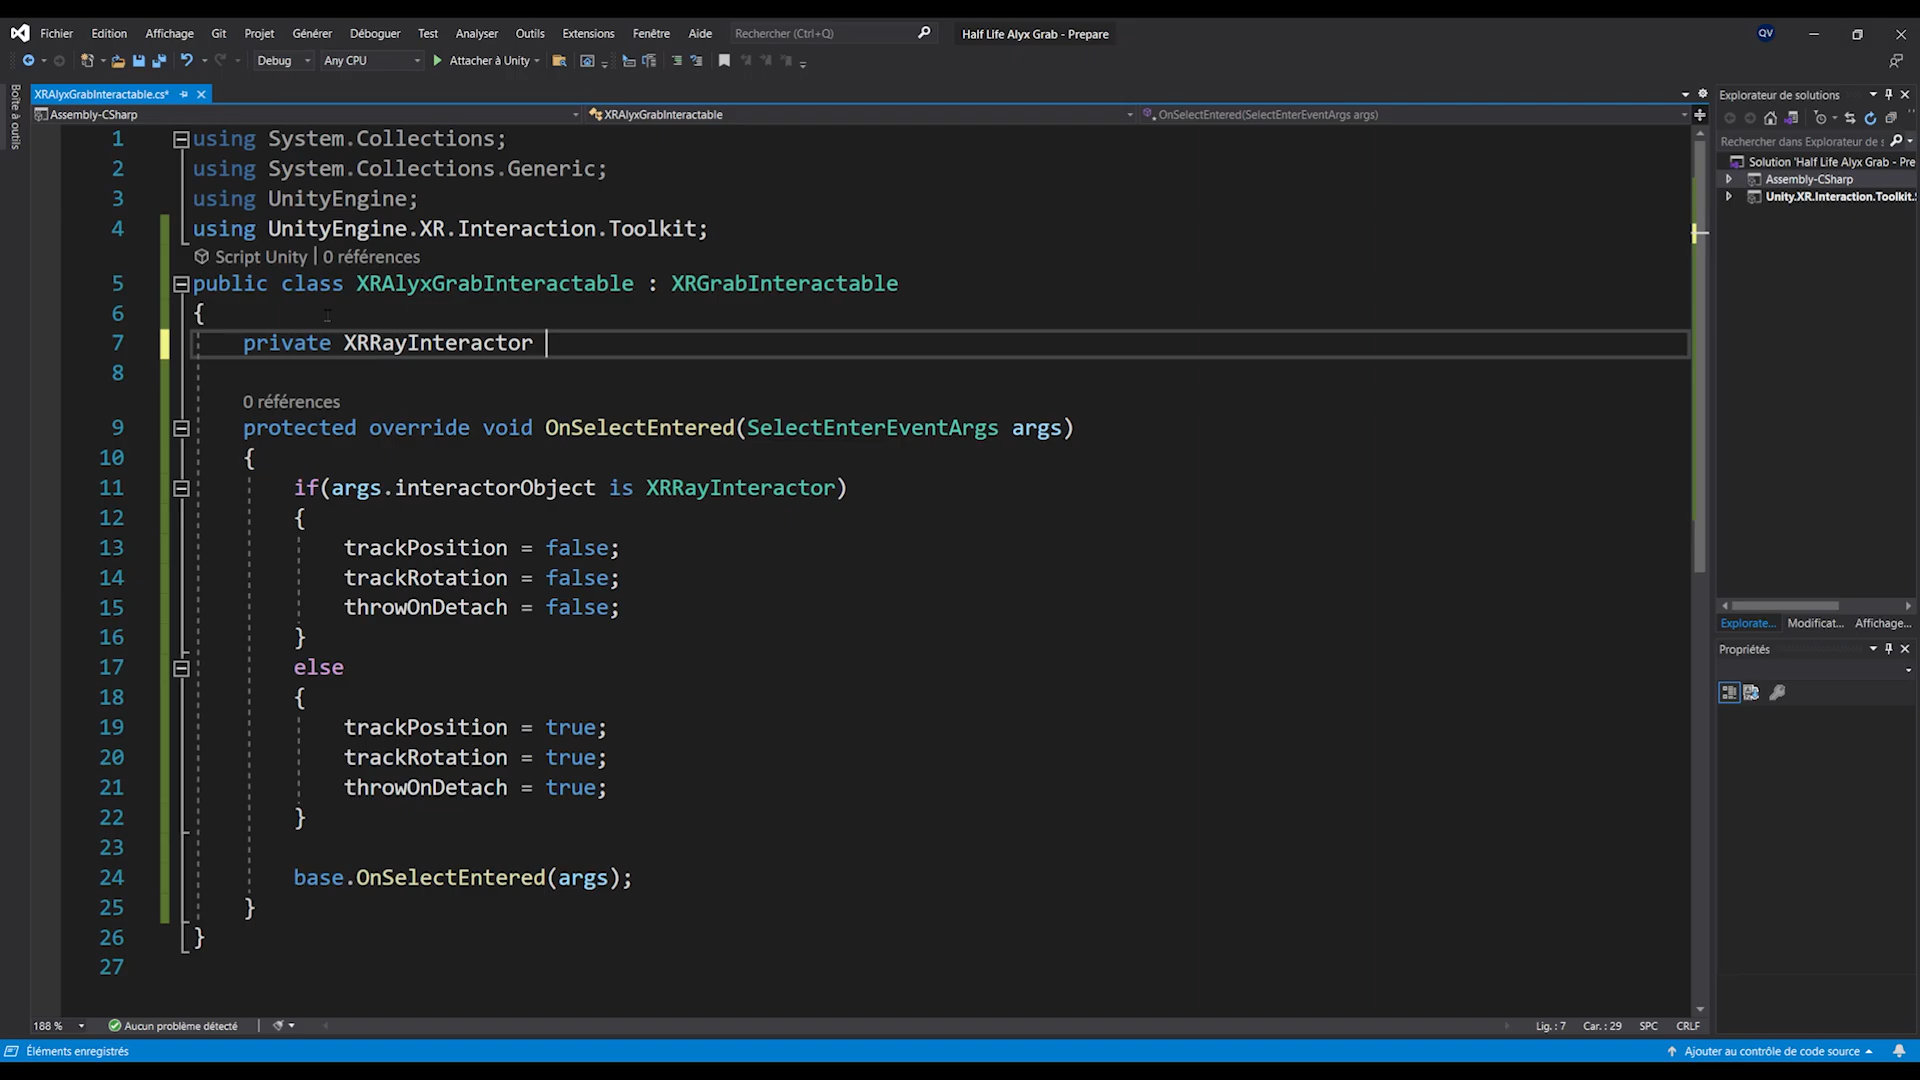 Fichier Edition Affichage Git Projet Générer Déboguer Test Analyser Outils Extensions Fenêtre Aide Rechercher (Ctrl+Q) Half Life Alyx Grab - Prepare QV
Debug Any CPU Attacher à Unity
Boîte à outils
XRAlyxGrabInteractable.cs*
Assembly-CSharp XRAlyxGrabInteractable OnSelectEntered(SelectEnterEventArgs args)
1 using System.Collections;
2 using System.Collections.Generic;
3 using UnityEngine;
4 using UnityEngine.XR.Interaction.Toolkit;
Script Unity | 0 références
5 public class XRAlyxGrabInteractable : XRGrabInteractable
6 {
7 private XRRayInteractor
8
0 références
9 protected override void OnSelectEntered(SelectEnterEventArgs args)
10 {
11 if(args.interactorObject is XRRayInteractor)
12 {
13 trackPosition = false;
14 trackRotation = false;
15 throwOnDetach = false;
16 }
17 else
18 {
19 trackPosition = true;
20 trackRotation = true;
21 throwOnDetach = true;
22 }
23
24 base.OnSelectEntered(args);
25 }
26 }
27
188 % Aucun problème détecté Lig. : 7 Car. : 29 SPC CRLF
Éléments enregistrés Ajouter au contrôle de code source
Explorateur de solutions
Rechercher dans Explorateur de s
Solution 'Half Life Alyx Grab - Pre
Assembly-CSharp
Unity.XR.Interaction.Toolkit.
Explorate... Modificat... Affichage...
Propriétés